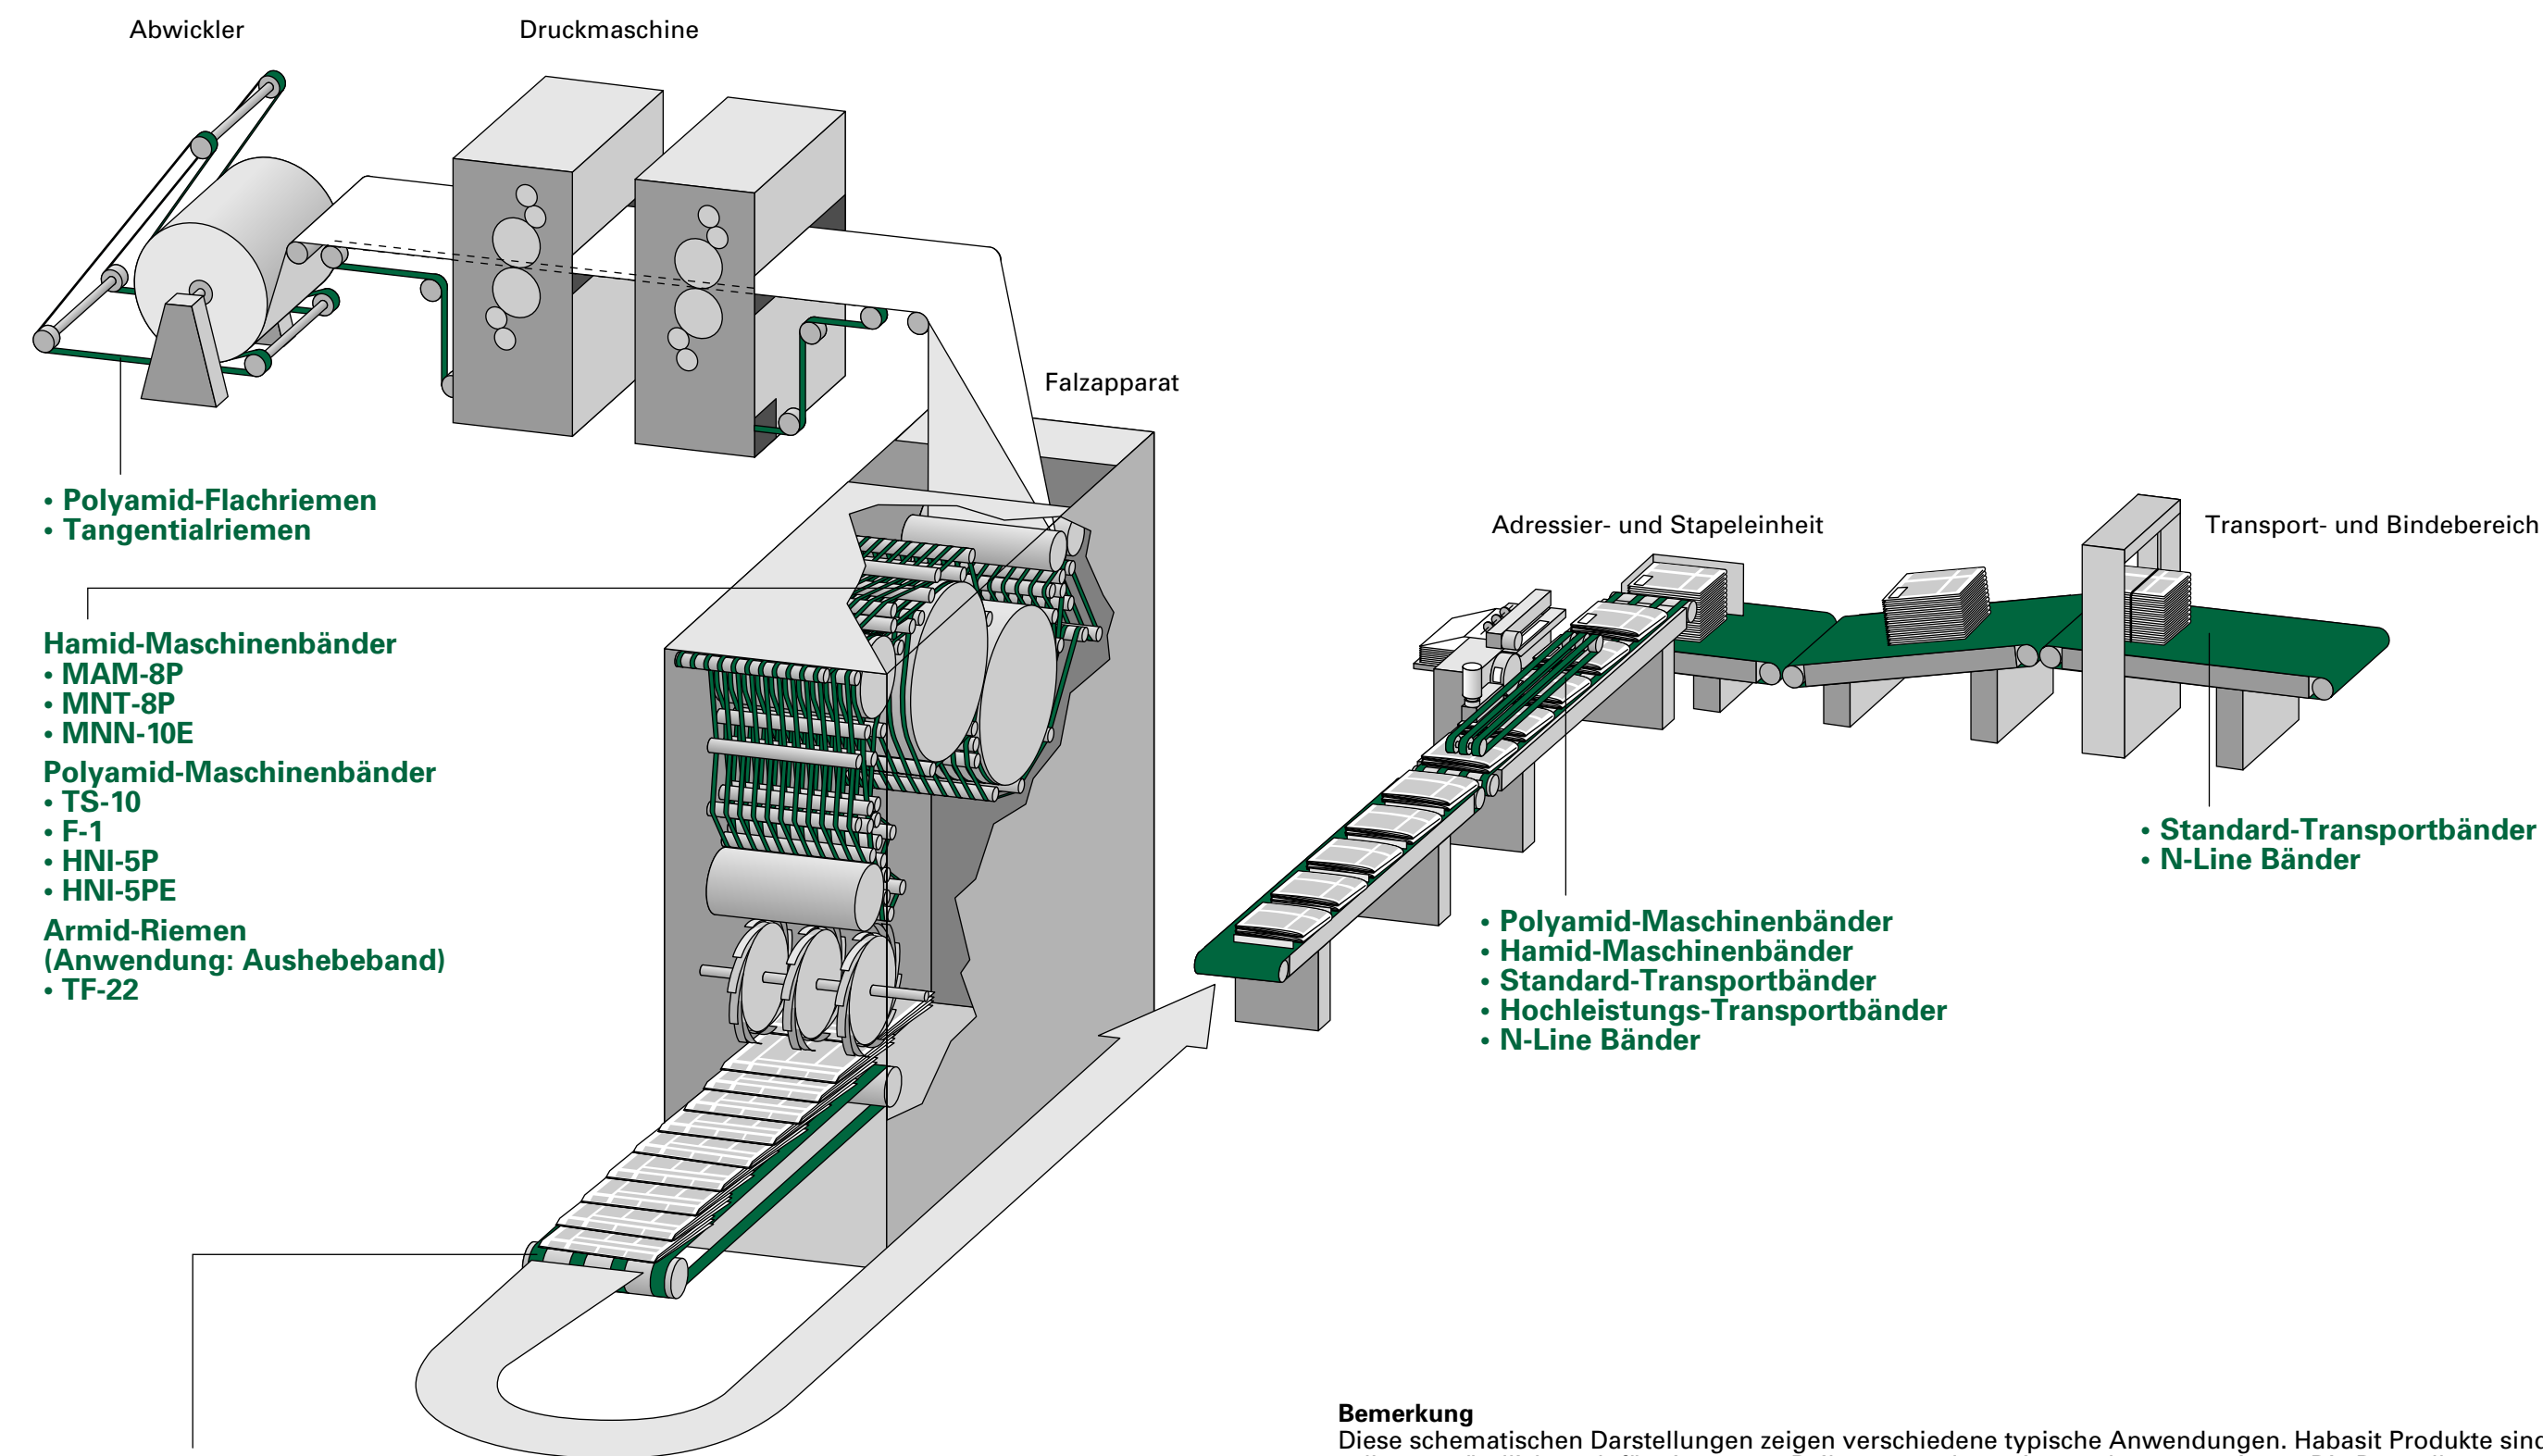 Abwickler
Druckmaschine
Falzapparat
• Polyamid-Flachriemen
• Tangentialriemen
Adressier- und Stapeleinheit
Transport- und Bindebereich
Hamid-Maschinenbänder
• MAM-8P
• MNT-8P
• MNN-10E
Polyamid-Maschinenbänder
• TS-10
• F-1
• HNI-5P
• HNI-5PE
Armid-Riemen
(Anwendung: Aushebeband)
• TF-22
• Standard-Transportbänder
• N-Line Bänder
• Polyamid-Maschinenbänder
• Hamid-Maschinenbänder
• Standard-Transportbänder
• Hochleistungs-Transportbänder
• N-Line Bänder
Bemerkung
Diese schematischen Darstellungen zeigen verschiedene typische Anwendungen. Habasit Produkte sind